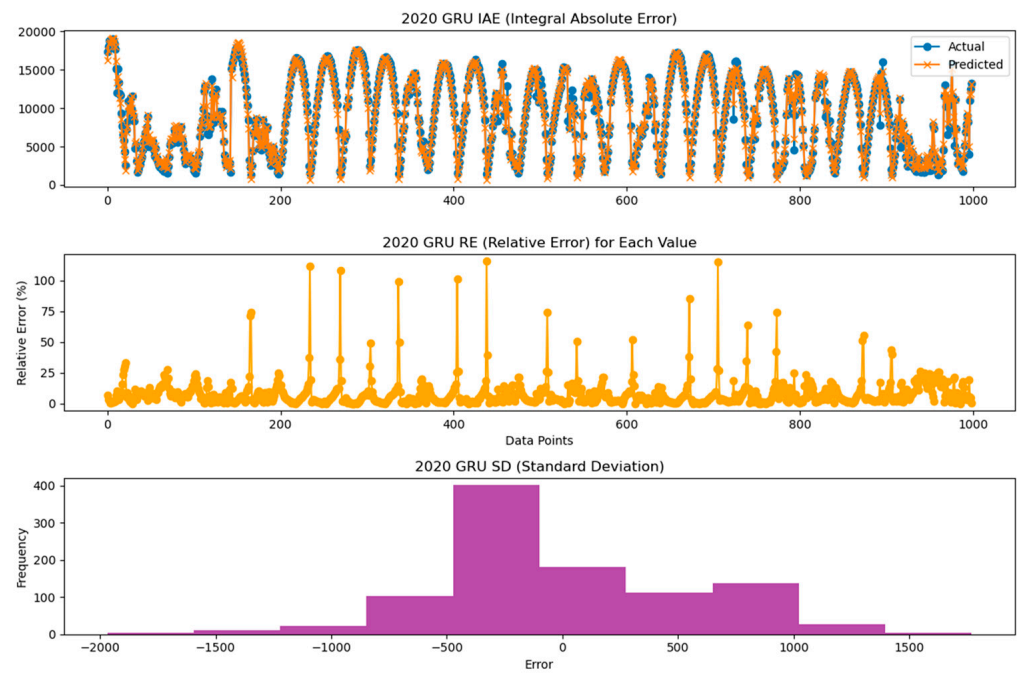 2020 GRU IAE (Integral Absolute Error)
20000
15000
10000
5000
0
Actual
Predicted
0 200 400 600 800 1000
2020 GRU RE (Relative Error) for Each Value
Relative Error (%)
100
75
50
25
0
0 200 400 600 800 1000
Data Points
2020 GRU SD (Standard Deviation)
Frequency
400
300
200
100
0
−2000 −1500 −1000 −500 0 500 1000 1500
Error